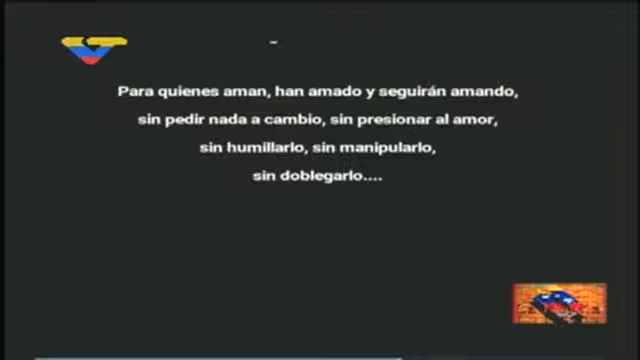 Para quienes aman, han amado y seguirán amando,
sin pedir nada a cambio, sin presionar al amor,
sin humillarlo, sin manipularlo,
sin doblegarlo....